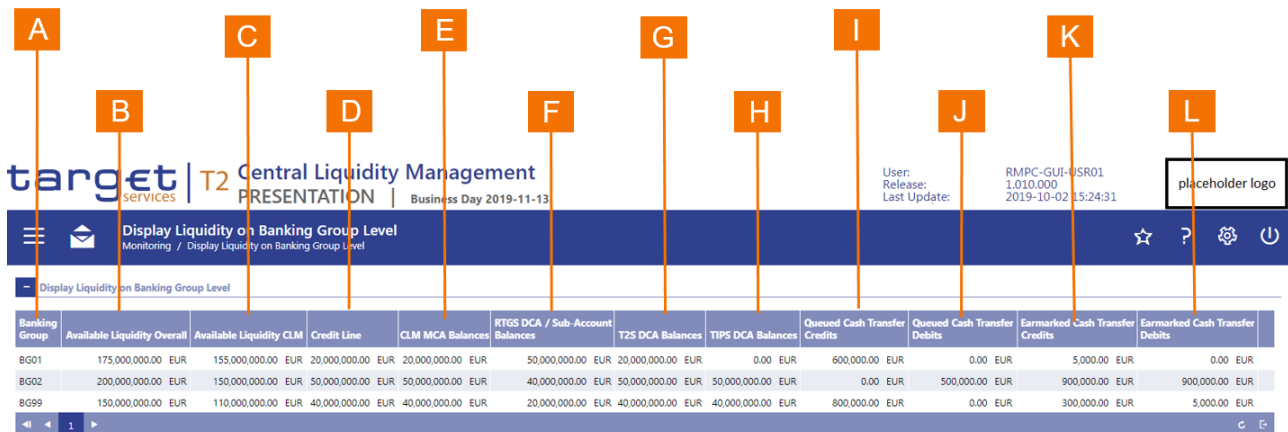 A C E G I K
B D F H J L
target services | T2 Central Liquidity Management
PRESENTATION | Business Day 2019-11-13
User: RMPC-GUI-USR01
Release: 1.010.000
Last Update: 2019-10-02 15:24:31
placeholder logo
Display Liquidity on Banking Group Level
Monitoring / Display Liquidity on Banking Group Level
?
− Display Liquidity on Banking Group Level
Banking Group Available Liquidity Overall Available Liquidity CLM Credit Line CLM MCA Balances RTGS DCA / Sub-Account Balances T2S DCA Balances TIPS DCA Balances Queued Cash Transfer Credits Queued Cash Transfer Debits Earmarked Cash Transfer Credits Earmarked Cash Transfer Debits
BG01 175,000,000.00 EUR 155,000,000.00 EUR 20,000,000.00 EUR 20,000,000.00 EUR 50,000,000.00 EUR 20,000,000.00 EUR 0.00 EUR 600,000.00 EUR 0.00 EUR 5,000.00 EUR 0.00 EUR
BG02 200,000,000.00 EUR 150,000,000.00 EUR 50,000,000.00 EUR 50,000,000.00 EUR 40,000,000.00 EUR 50,000,000.00 EUR 50,000,000.00 EUR 0.00 EUR 500,000.00 EUR 900,000.00 EUR 900,000.00 EUR
BG99 150,000,000.00 EUR 110,000,000.00 EUR 40,000,000.00 EUR 40,000,000.00 EUR 20,000,000.00 EUR 40,000,000.00 EUR 40,000,000.00 EUR 800,000.00 EUR 0.00 EUR 300,000.00 EUR 5,000.00 EUR
1